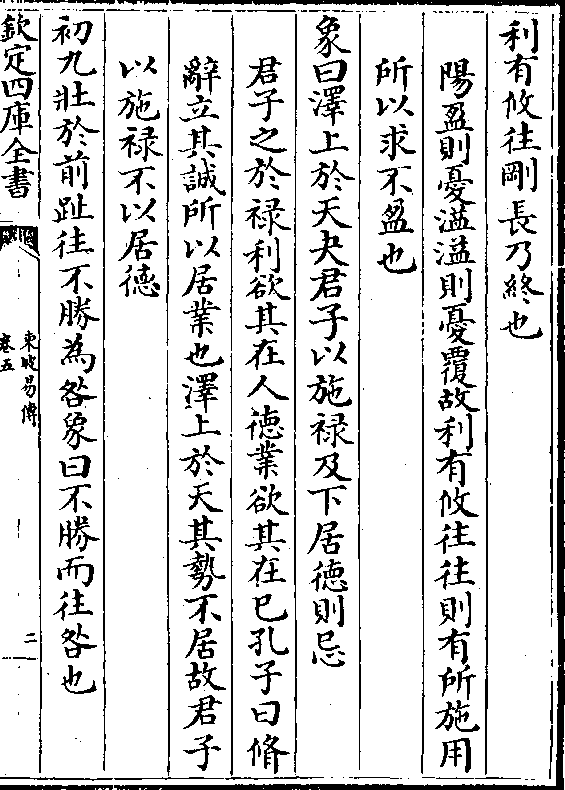 利有攸往剛長乃終也
陽盈則憂溢溢則憂覆故利有攸往往則有所施用
所以求不盈也
象曰澤上於天夬君子以施禄及下居德則忌
君子之於禄利欲其在人德業欲其在已孔子曰脩
辭立其誠所以居業也澤上於天其勢不居故君子
以施禄不以居德
初九壯於前趾往不勝為咎象曰不勝而往咎也
欽定四庫全書
東坡易傳
卷五
二